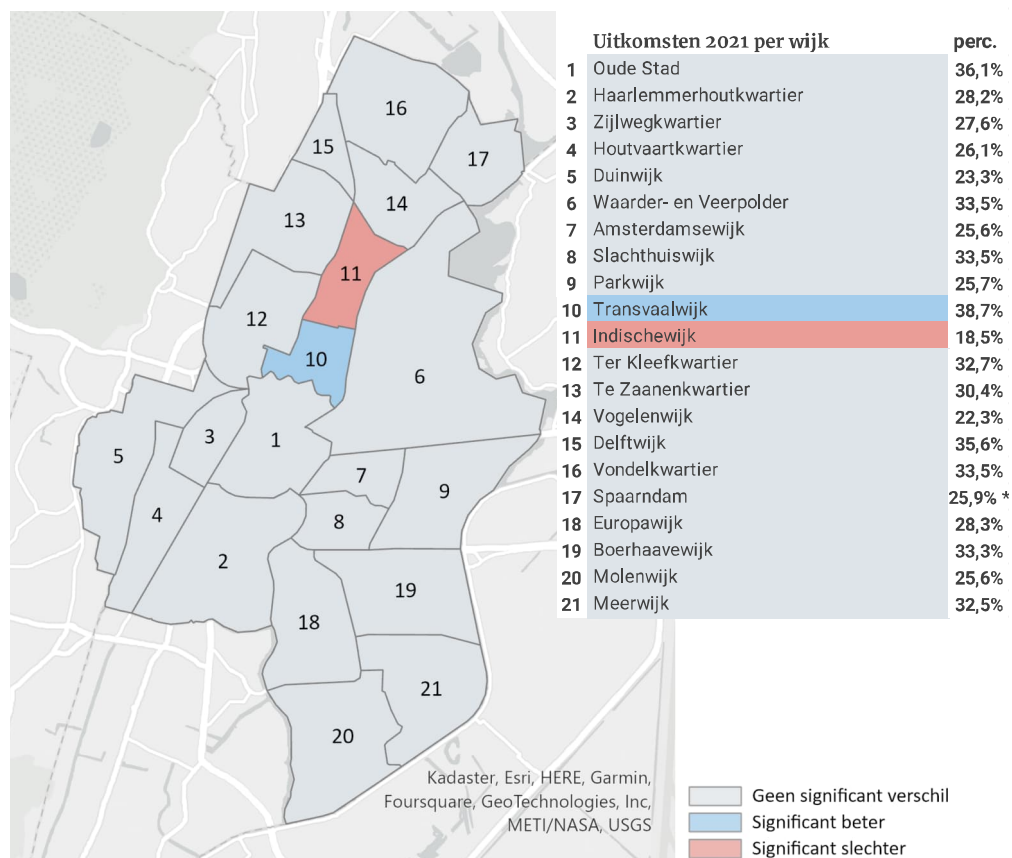 Uitkomsten 2021 per wijk perc.
1 Oude Stad 36,1%
2 Haarlemmerhoutkwartier 28,2%
3 Zijlwegkwartier 27,6%
4 Houtvaartkwartier 26,1%
5 Duinwijk 23,3%
6 Waarder- en Veerpolder 33,5%
7 Amsterdamsewijk 25,6%
8 Slachthuiswijk 33,5%
9 Parkwijk 25,7%
10 Transvaalwijk 38,7%
11 Indischewijk 18,5%
12 Ter Kleefkwartier 32,7%
13 Te Zaanenkwartier 30,4%
14 Vogelenwijk 22,3%
15 Delftwijk 35,6%
16 Vondelkwartier 33,5%
17 Spaarndam 25,9% *
18 Europawijk 28,3%
19 Boerhaavewijk 33,3%
20 Molenwijk 25,6%
21 Meerwijk 32,5%
16
15
17
14
13
11
12
10
6
3
1
5
7
9
4
8
2
19
18
21
20
Kadaster, Esri, HERE, Garmin,
Foursquare, GeoTechnologies, Inc,
METI/NASA, USGS
Geen significant verschil
Significant beter
Significant slechter